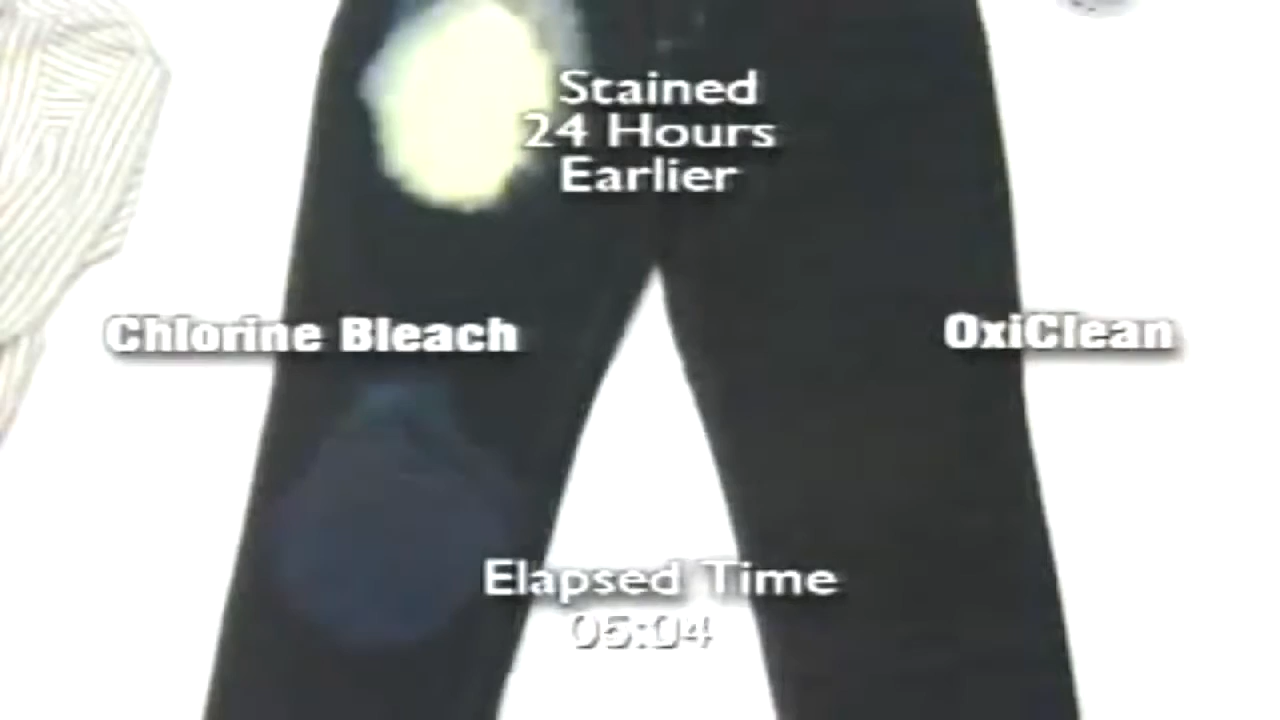 Stained
24 Hours
Earlier
Chlorine Bleach
OxiClean
Elapsed Time
05:04